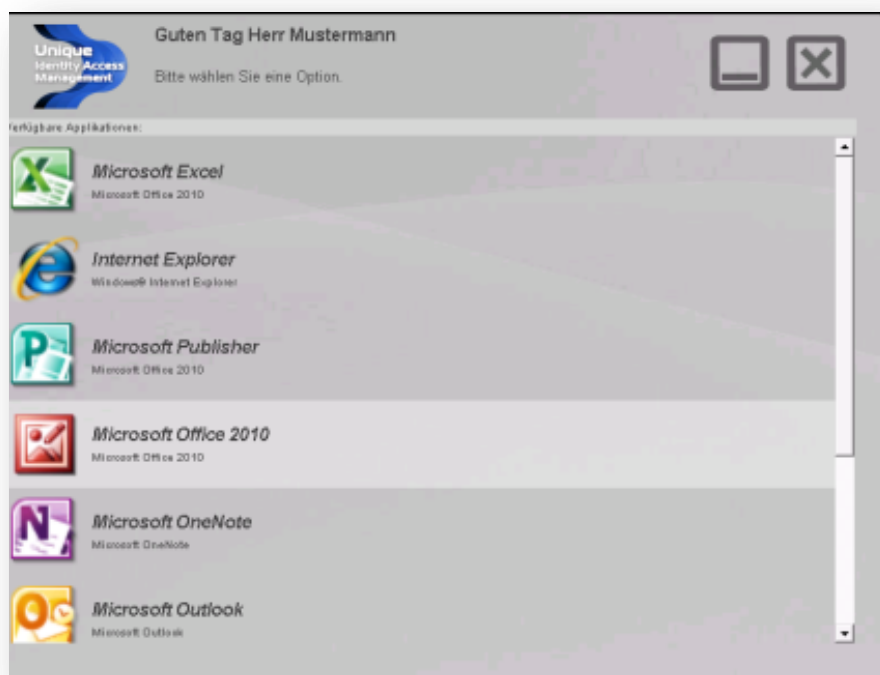 Unique
Identity Access
Management
Guten Tag Herr Mustermann
Bitte wählen Sie eine Option.
Verfügbare Applikationen:
Microsoft Excel
Microsoft Office 2010
Internet Explorer
Windows® Internet Explorer
Microsoft Publisher
Microsoft Office 2010
Microsoft Office 2010
Microsoft Office 2010
Microsoft OneNote
Microsoft OneNote
Microsoft Outlook
Microsoft Outlook